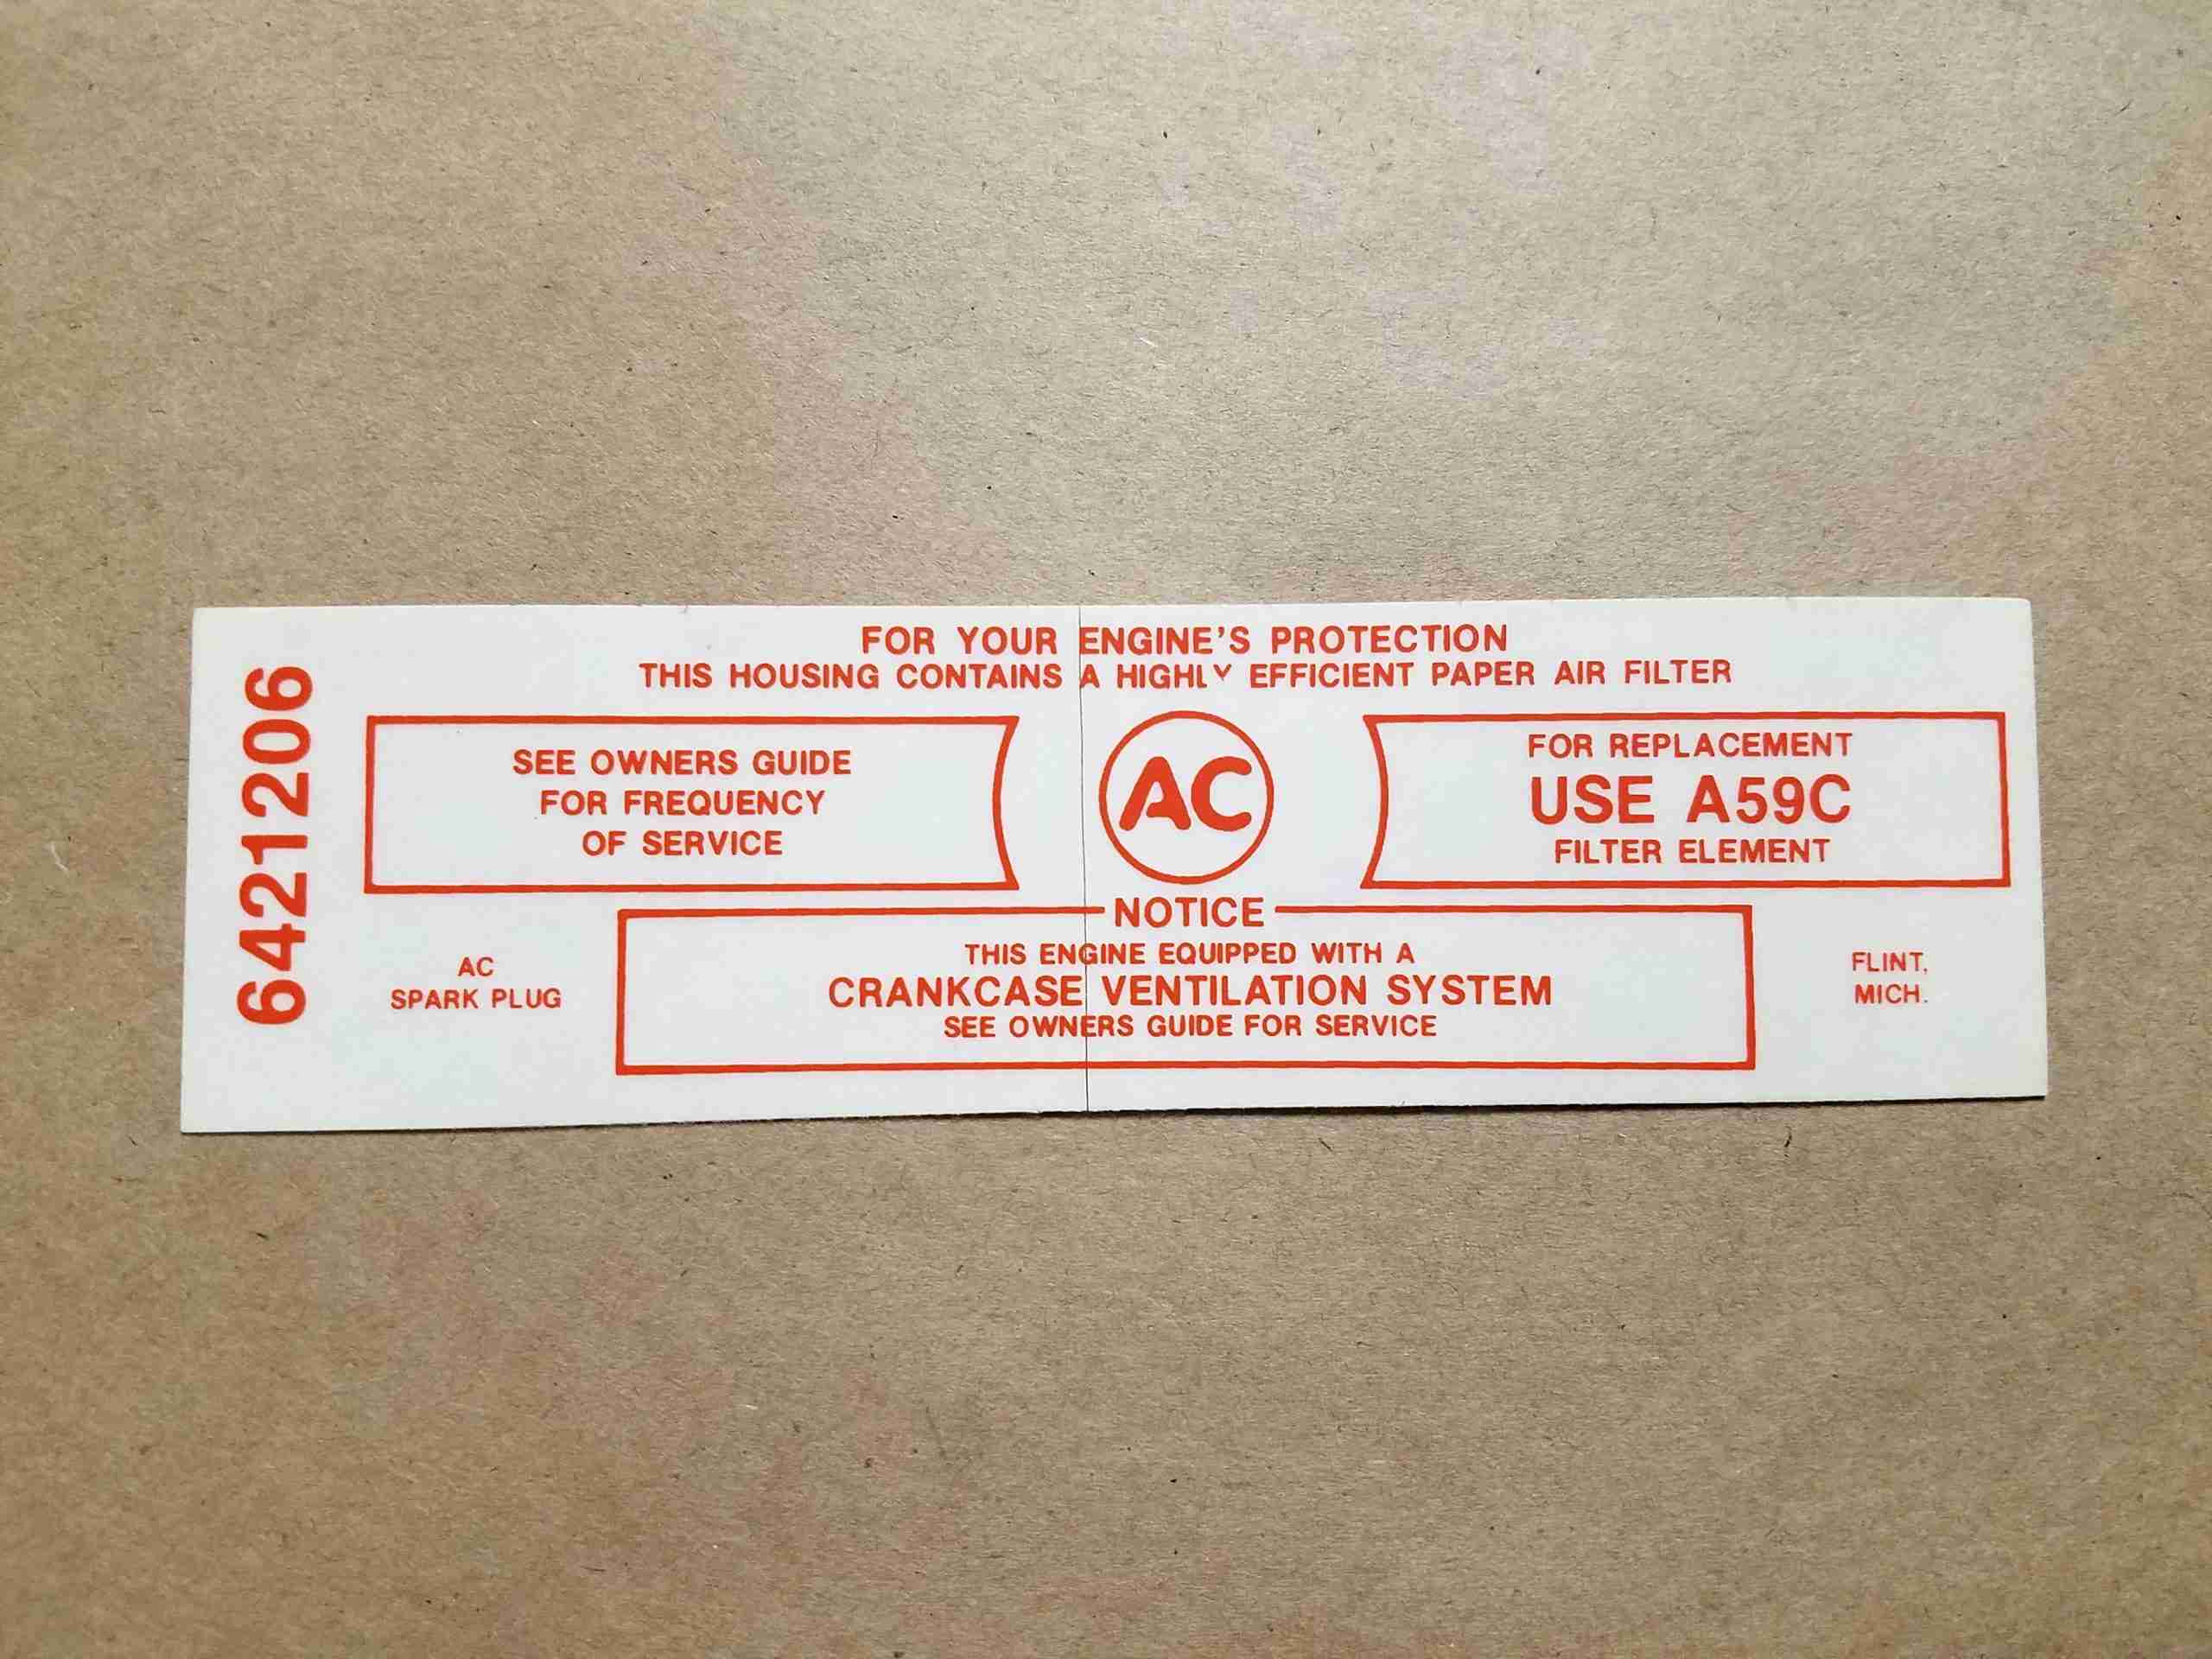 FOR YOUR ENGINE'S PROTECTION
THIS HOUSING CONTAINS A HIGHLY EFFICIENT PAPER AIR FILTER
6421206
SEE OWNERS GUIDE
FOR FREQUENCY
OF SERVICE
AC
FOR REPLACEMENT
USE A59C
FILTER ELEMENT
NOTICE
THIS ENGINE EQUIPPED WITH A
CRANKCASE VENTILATION SYSTEM
SEE OWNERS GUIDE FOR SERVICE
AC
SPARK PLUG
FLINT,
MICH.